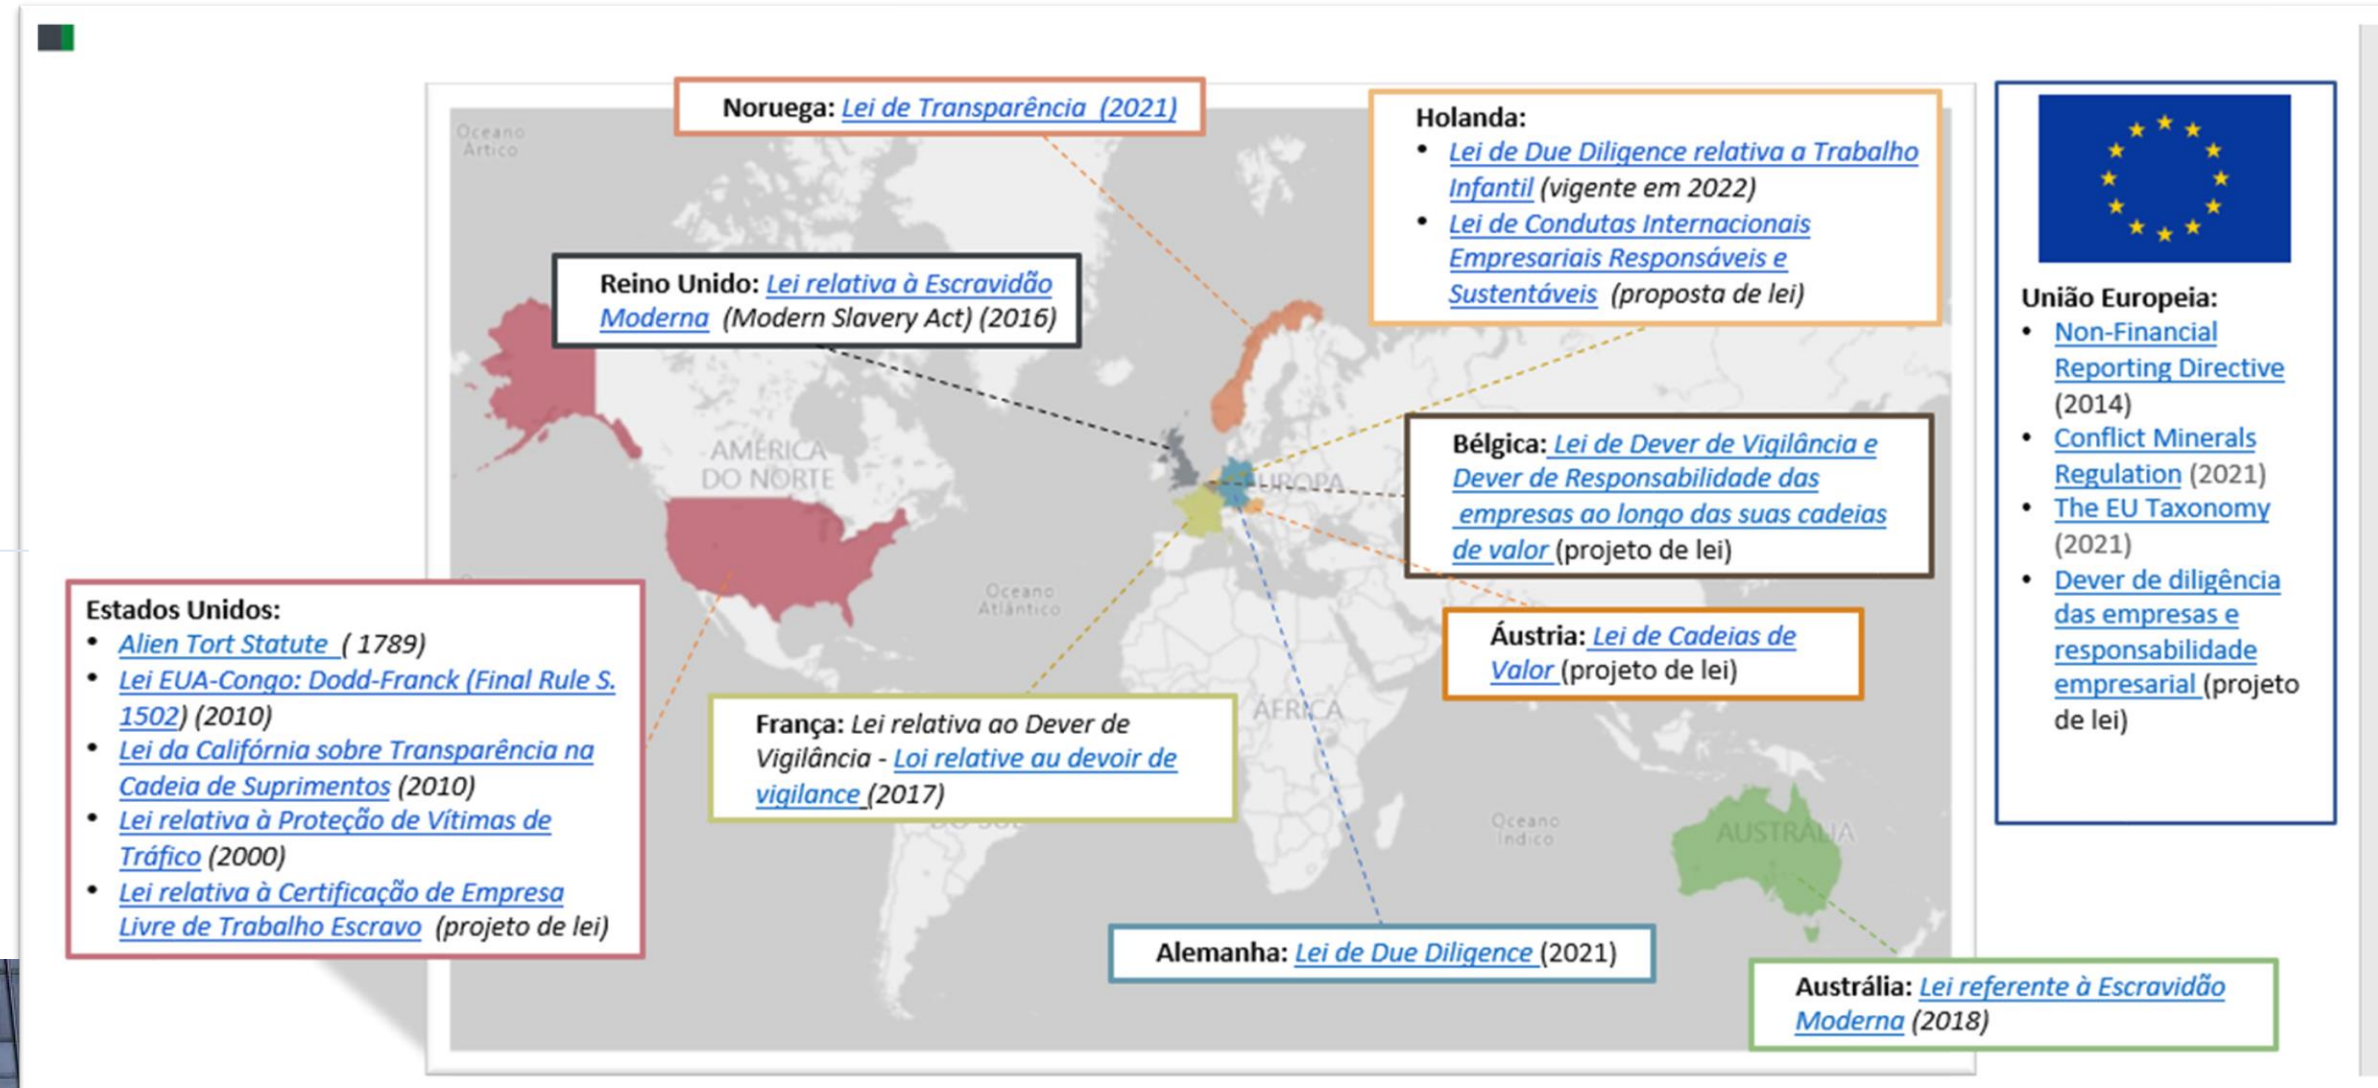 Oceano
Ártico
Noruega: Lei de Transparência (2021)
Holanda:
• Lei de Due Diligence relativa a Trabalho
Infantil (vigente em 2022)
• Lei de Condutas Internacionais
Empresariais Responsáveis e
Sustentáveis (proposta de lei)
Reino Unido: Lei relativa à Escravidão
Moderna (Modern Slavery Act) (2016)
AMÉRICA
DO NORTE
EUROPA
Bélgica: Lei de Dever de Vigilância e
Dever de Responsabilidade das
empresas ao longo das suas cadeias
de valor (projeto de lei)
União Europeia:
• Non-Financial
Reporting Directive
(2014)
• Conflict Minerals
Regulation (2021)
• The EU Taxonomy
(2021)
• Dever de diligência
das empresas e
responsabilidade
empresarial (projeto
de lei)
Estados Unidos:
• Alien Tort Statute ( 1789)
• Lei EUA-Congo: Dodd-Franck (Final Rule S.
1502) (2010)
• Lei da Califórnia sobre Transparência na
Cadeia de Suprimentos (2010)
• Lei relativa à Proteção de Vítimas de
Tráfico (2000)
• Lei relativa à Certificação de Empresa
Livre de Trabalho Escravo (projeto de lei)
Oceano
Atlântico
Áustria: Lei de Cadeias de
Valor (projeto de lei)
ÁFRICA
França: Lei relativa ao Dever de
Vigilância - Loi relative au devoir de
vigilance (2017)
DO SUL
Oceano
Índico
AUSTRÁLIA
Alemanha: Lei de Due Diligence (2021)
Austrália: Lei referente à Escravidão
Moderna (2018)